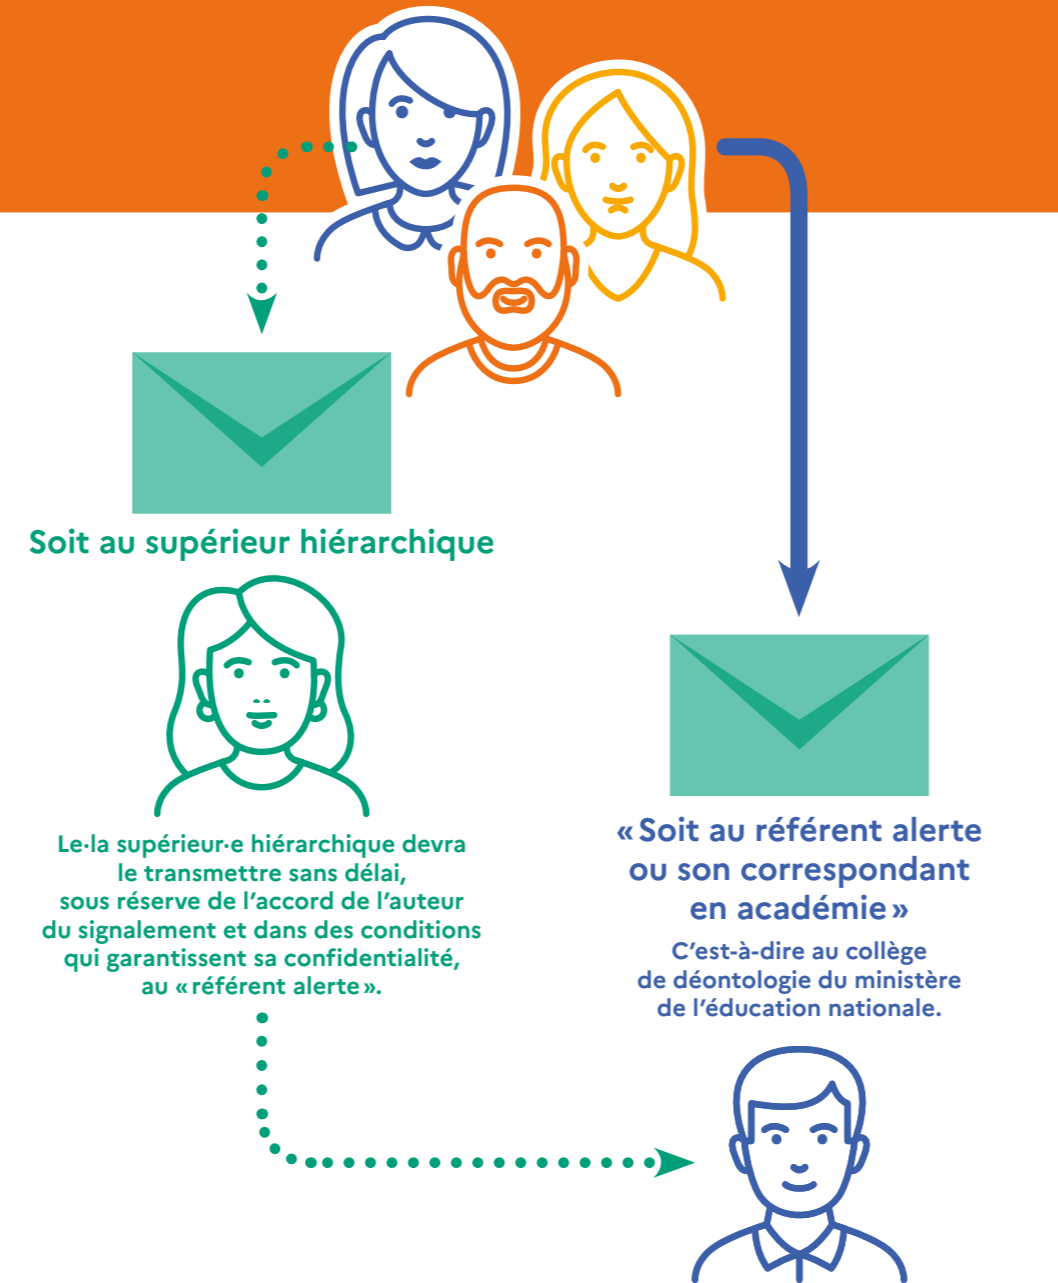 Soit au supérieur hiérarchique
Le·la supérieur·e hiérarchique devra
le transmettre sans délai,
sous réserve de l’accord de l’auteur
du signalement et dans des conditions
qui garantissent sa confidentialité,
au « référent alerte ».
« Soit au référent alerte
ou son correspondant
en académie »
C’est-à-dire au collège
de déontologie du ministère
de l’éducation nationale.